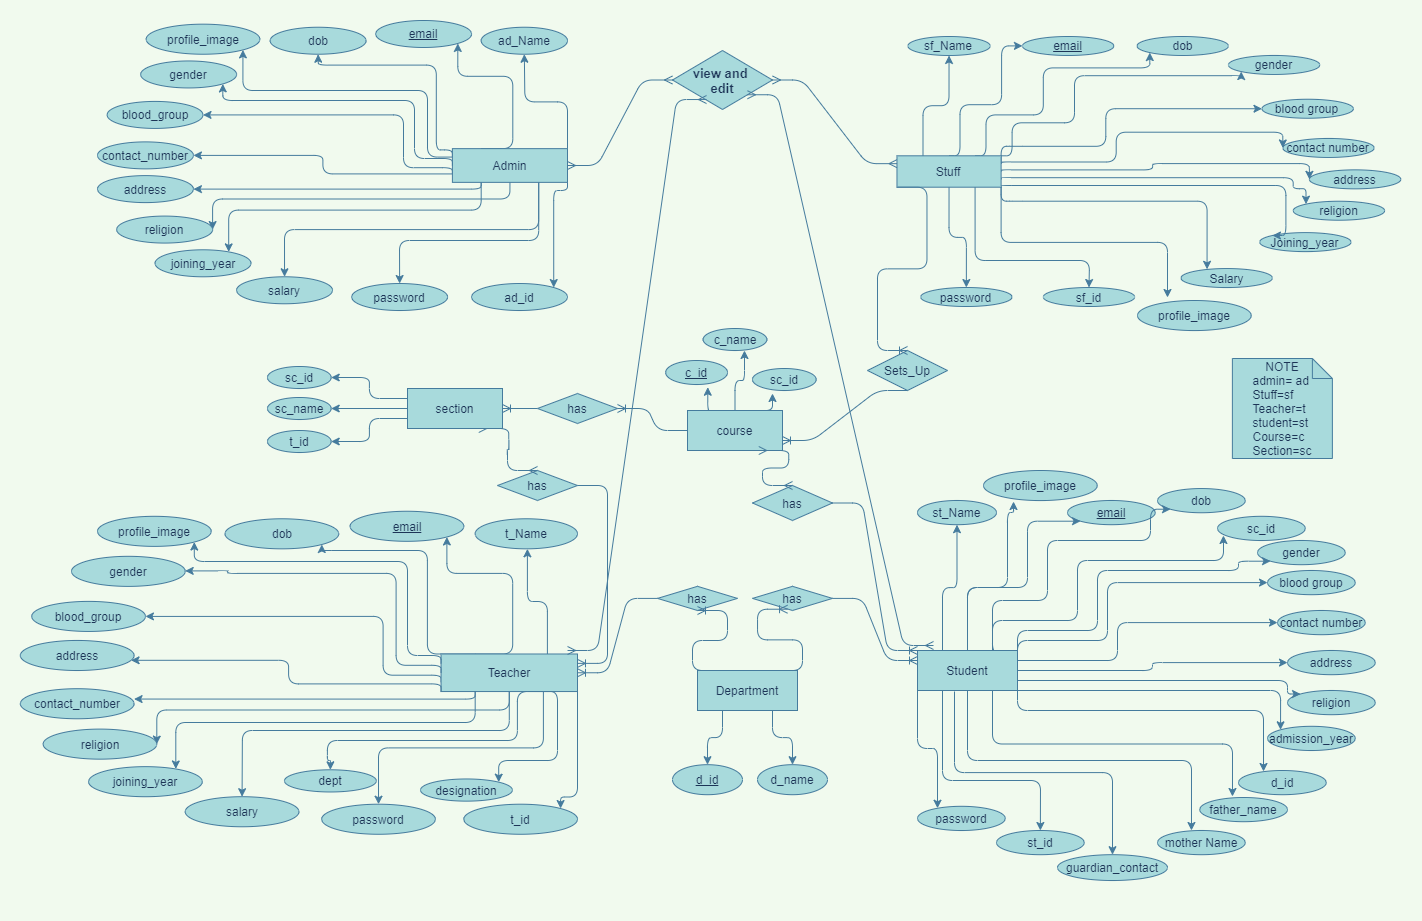 profile_image
dob
email
ad_Name
gender
blood_group
contact_number
address
religion
joining_year
salary
password
ad_id
Admin
view and
edit
sf_Name
email
dob
gender
blood group
contact number
address
religion
Joining_year
Salary
profile_image
sf_id
password
Stuff
sc_id
sc_name
t_id
section
has
c_name
c_id
sc_id
course
Sets_Up
NOTE
admin= ad
Stuff=sf
Teacher=t
student=st
Course=c
Section=sc
has
has
profile_image
dob
email
t_Name
gender
blood_group
address
contact_number
religion
joining_year
salary
dept
password
designation
t_id
Teacher
has
has
Department
d_id
d_name
st_Name
profile_image
email
dob
sc_id
gender
blood group
contact number
address
religion
admission_year
d_id
father_name
mother Name
guardian_contact
st_id
password
Student